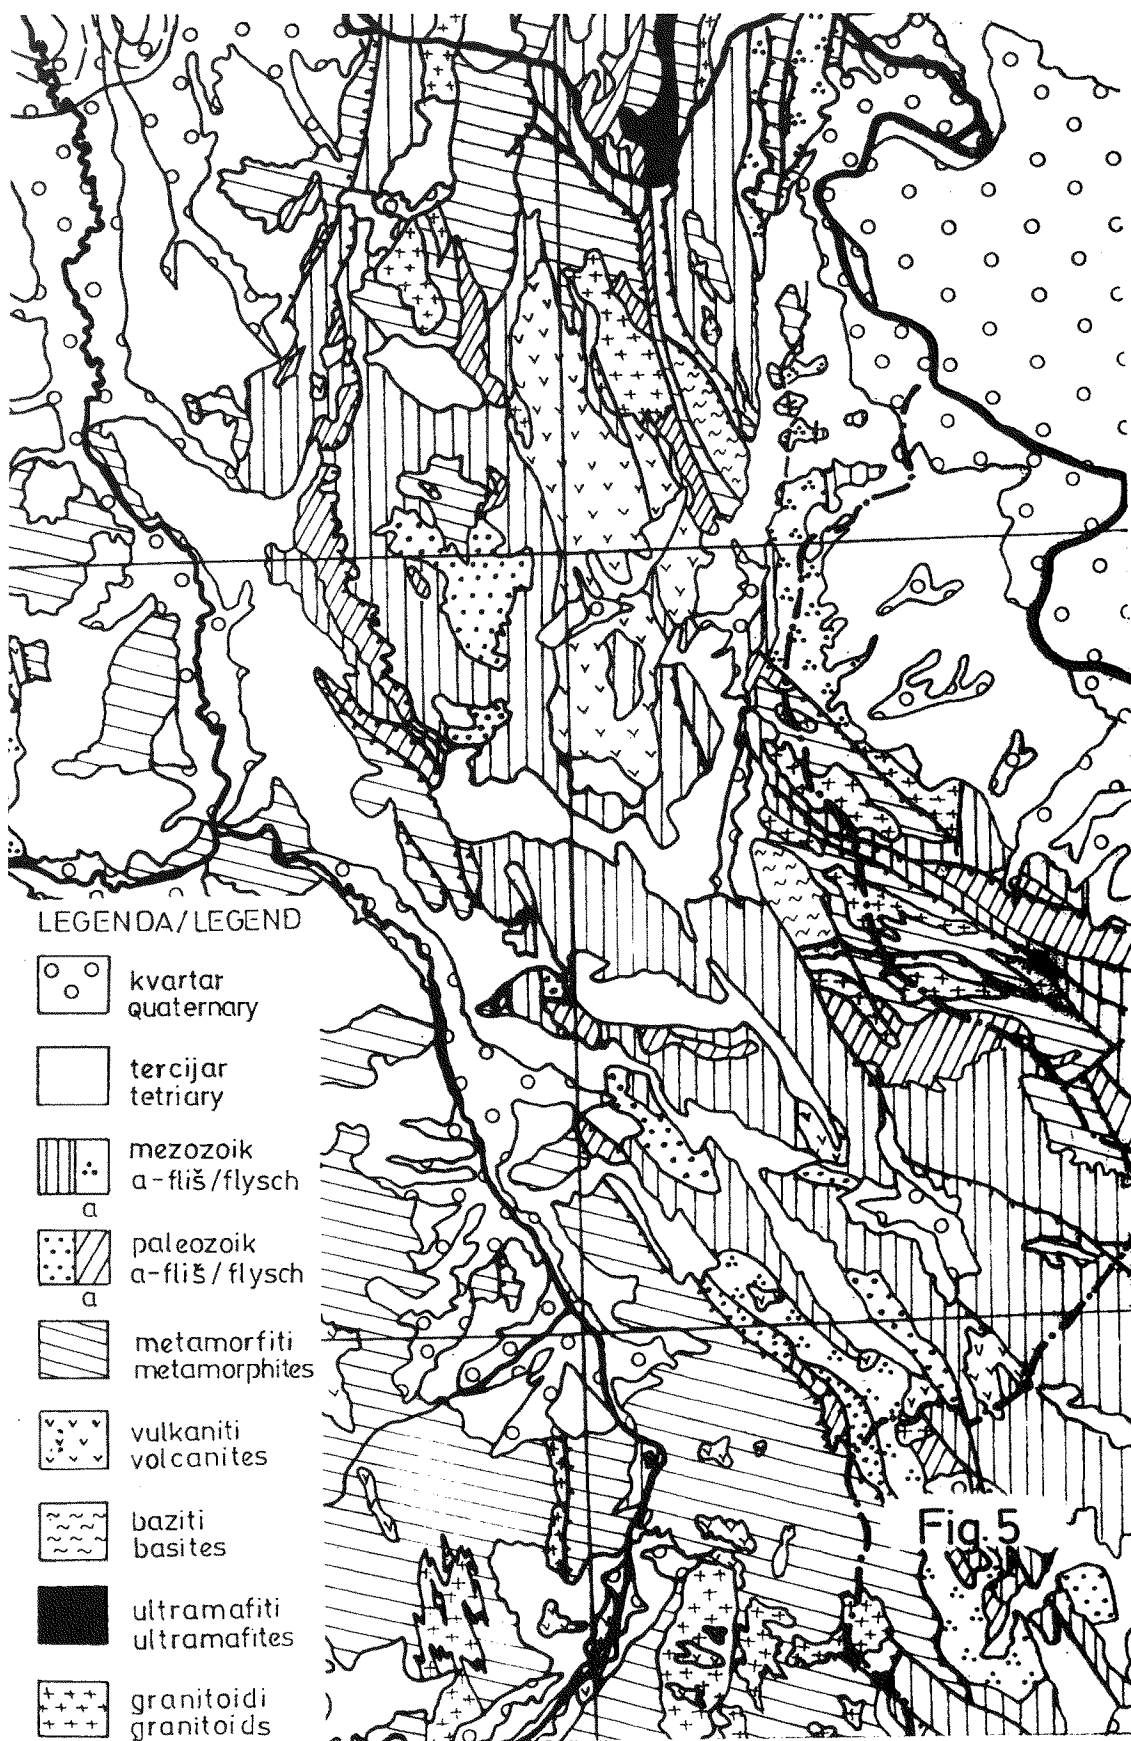 LEGENDA/LEGEND
kvartar
quaternary
tercijar
tetriary
mezozoik
a-fliš/flysch
a
paleozoik
a-fliš/flysch
a
metamorfiti
metamorphites
vulkaniti
volcanites
baziti
basites
ultramafiti
ultramafites
granitoidi
granitoids
Fig.5